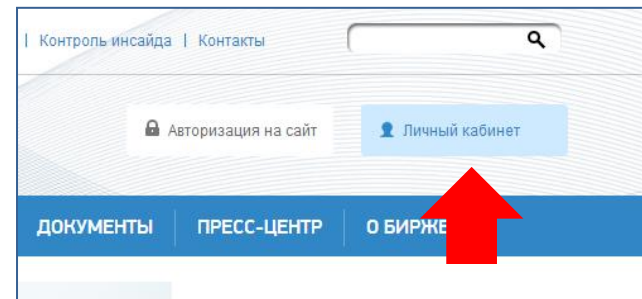 | Контроль инсайда | Контакты
Авторизация на сайт
Личный кабинет
ДОКУМЕНТЫ ПРЕСС-ЦЕНТР О БИРЖЕ